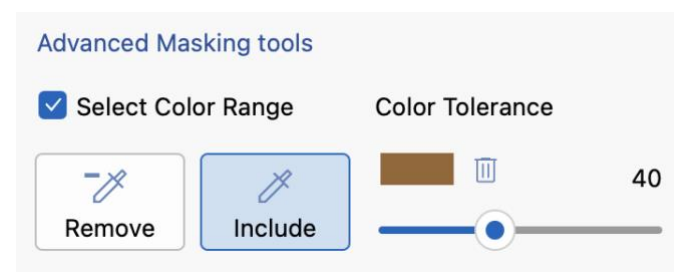 Advanced Masking tools
Select Color Range
Color Tolerance
40
Remove
Include